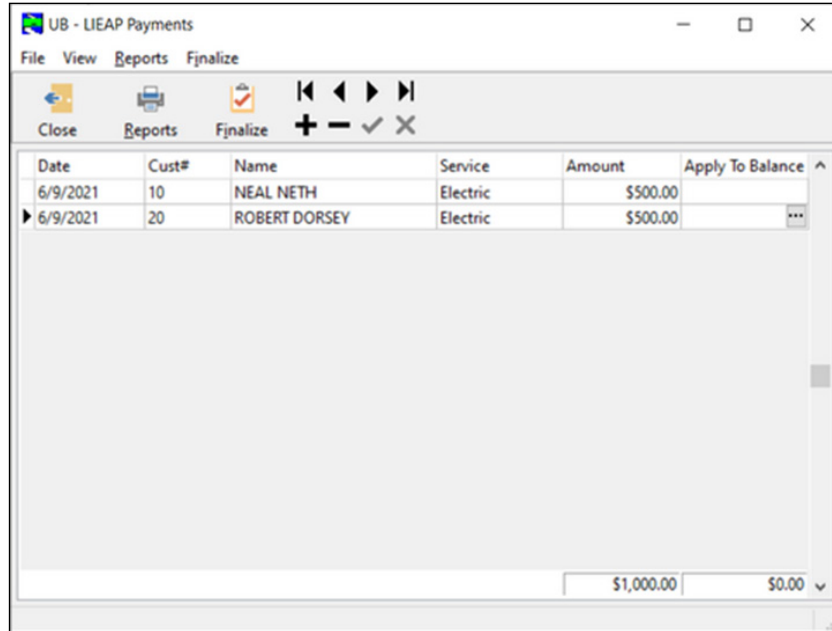 UB - LIEAP Payments
File View Reports Finalize
Close Reports Finalize
Date Cust# Name Service Amount Apply To Balance
6/9/2021 10 NEAL NETH Electric $500.00
6/9/2021 20 ROBERT DORSEY Electric $500.00
$1,000.00 $0.00